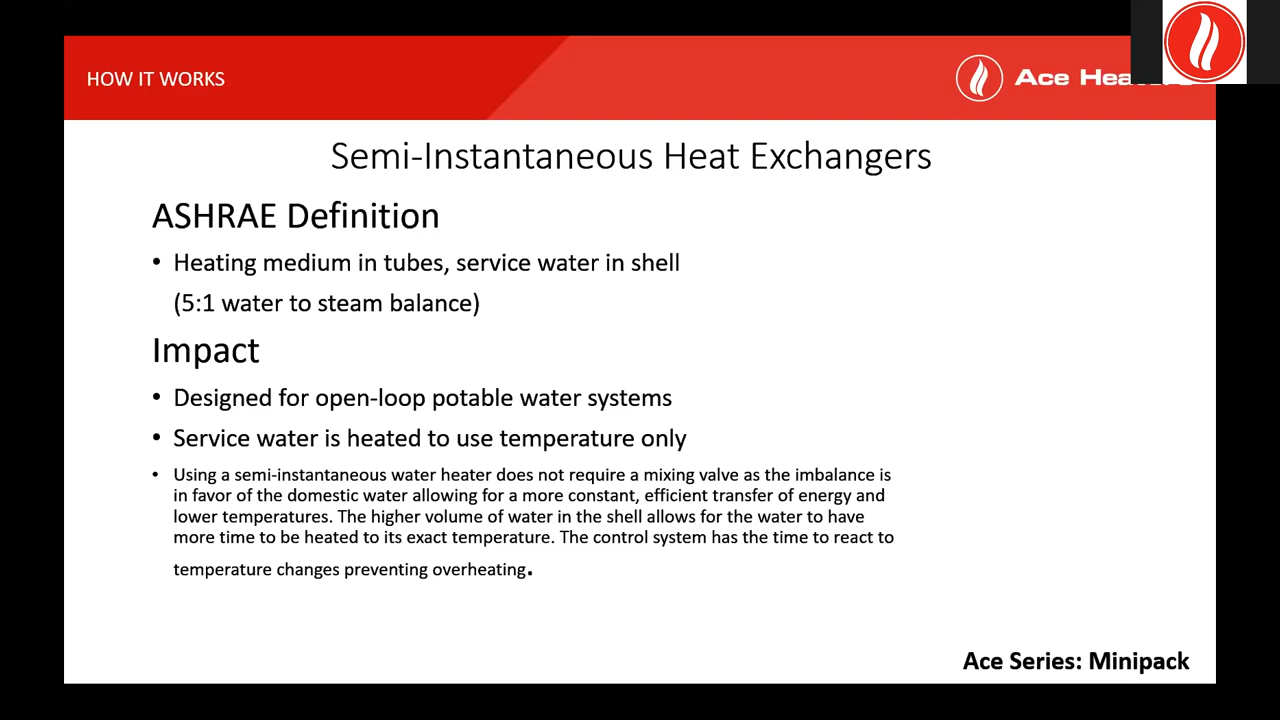 HOW IT WORKS
Ace Hea
Semi-Instantaneous Heat Exchangers
ASHRAE Definition
• Heating medium in tubes, service water in shell
(5:1 water to steam balance)
Impact
• Designed for open-loop potable water systems
• Service water is heated to use temperature only
• Using a semi-instantaneous water heater does not require a mixing valve as the imbalance is
in favor of the domestic water allowing for a more constant, efficient transfer of energy and
lower temperatures. The higher volume of water in the shell allows for the water to have
more time to be heated to its exact temperature. The control system has the time to react to
temperature changes preventing overheating.
Ace Series: Minipack